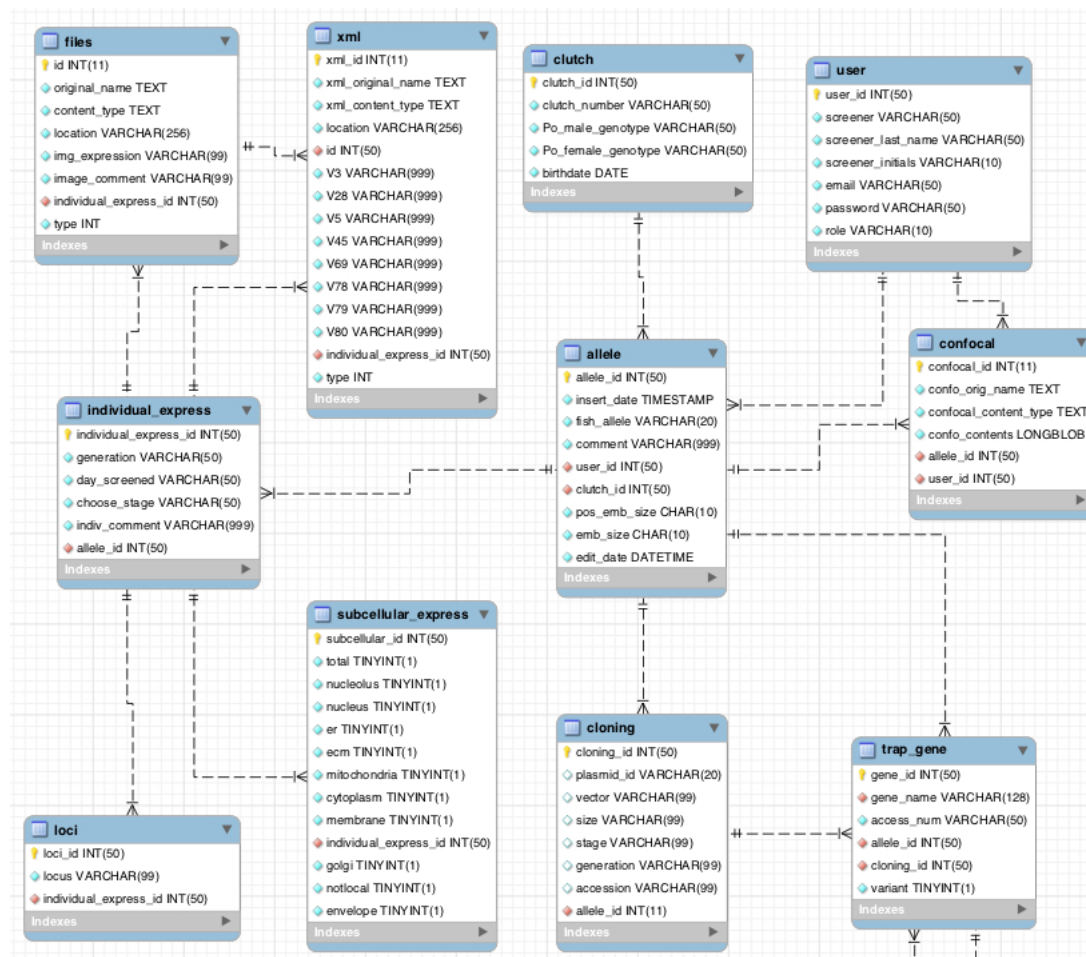 files
id INT(11)
original_name TEXT
content_type TEXT
location VARCHAR(256)
img_expression VARCHAR(99)
image_comment VARCHAR(99)
individual_express_id INT(50)
type INT
Indexes
xml
xml_id INT(11)
xml_original_name TEXT
xml_content_type TEXT
location VARCHAR(256)
id INT(50)
V3 VARCHAR(999)
V28 VARCHAR(999)
V5 VARCHAR(999)
V45 VARCHAR(999)
V69 VARCHAR(999)
V78 VARCHAR(999)
V79 VARCHAR(999)
V80 VARCHAR(999)
individual_express_id INT(50)
type INT
Indexes
clutch
clutch_id INT(50)
clutch_number VARCHAR(50)
Po_male_genotype VARCHAR(50)
Po_female_genotype VARCHAR(50)
birthdate DATE
Indexes
user
user_id INT(50)
screener VARCHAR(50)
screener_last_name VARCHAR(50)
screener_initials VARCHAR(10)
email VARCHAR(50)
password VARCHAR(50)
role VARCHAR(10)
Indexes
individual_express
individual_express_id INT(50)
generation VARCHAR(50)
day_screened VARCHAR(50)
choose_stage VARCHAR(50)
indiv_comment VARCHAR(999)
allele_id INT(50)
Indexes
allele
allele_id INT(50)
insert_date TIMESTAMP
fish_allele VARCHAR(20)
comment VARCHAR(999)
user_id INT(50)
clutch_id INT(50)
pos_emb_size CHAR(10)
emb_size CHAR(10)
edit_date DATETIME
Indexes
confocal
confocal_id INT(11)
confo_orig_name TEXT
confocal_content_type TEXT
confo_contents LONGBLOB
allele_id INT(50)
user_id INT(50)
Indexes
subcellular_express
subcellular_id INT(50)
total TINYINT(1)
nucleolus TINYINT(1)
nucleus TINYINT(1)
er TINYINT(1)
ecm TINYINT(1)
mitochondria TINYINT(1)
cytoplasm TINYINT(1)
membrane TINYINT(1)
individual_express_id INT(50)
golgi TINYINT(1)
notlocal TINYINT(1)
envelope TINYINT(1)
Indexes
cloning
cloning_id INT(50)
plasmid_id VARCHAR(20)
vector VARCHAR(99)
size VARCHAR(99)
stage VARCHAR(99)
generation VARCHAR(99)
accession VARCHAR(99)
allele_id INT(11)
Indexes
trap_gene
gene_id INT(50)
gene_name VARCHAR(128)
access_num VARCHAR(50)
allele_id INT(50)
cloning_id INT(50)
variant TINYINT(1)
Indexes
loci
loci_id INT(50)
locus VARCHAR(99)
individual_express_id INT(50)
Indexes